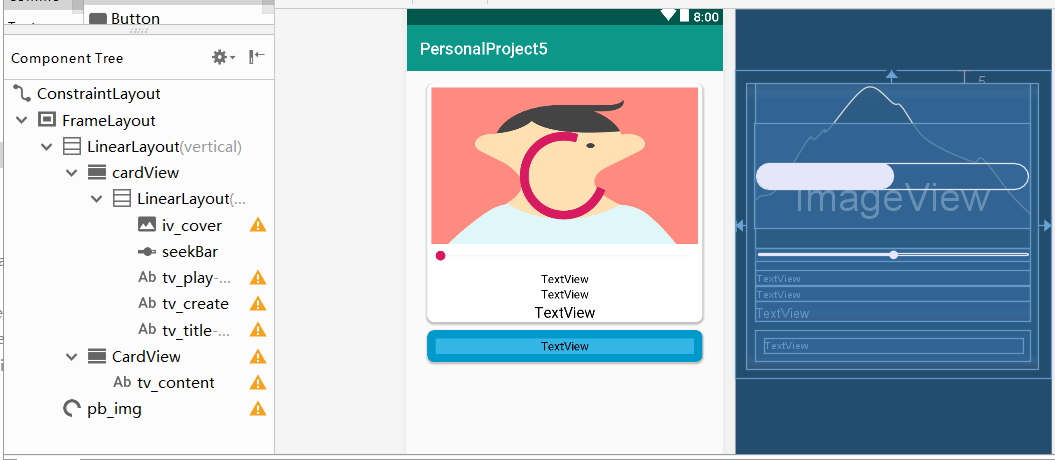 Button
Component Tree
ConstraintLayout
FrameLayout
LinearLayout(vertical)
cardView
LinearLayout(...
iv_cover
seekBar
Ab tv_play-...
Ab tv_create
Ab tv_title-...
CardView
Ab tv_content
pb_img
8:00
PersonalProject5
TextView
TextView
TextView
TextView
5
ImageView
TextView
TextView
TextView
TextView